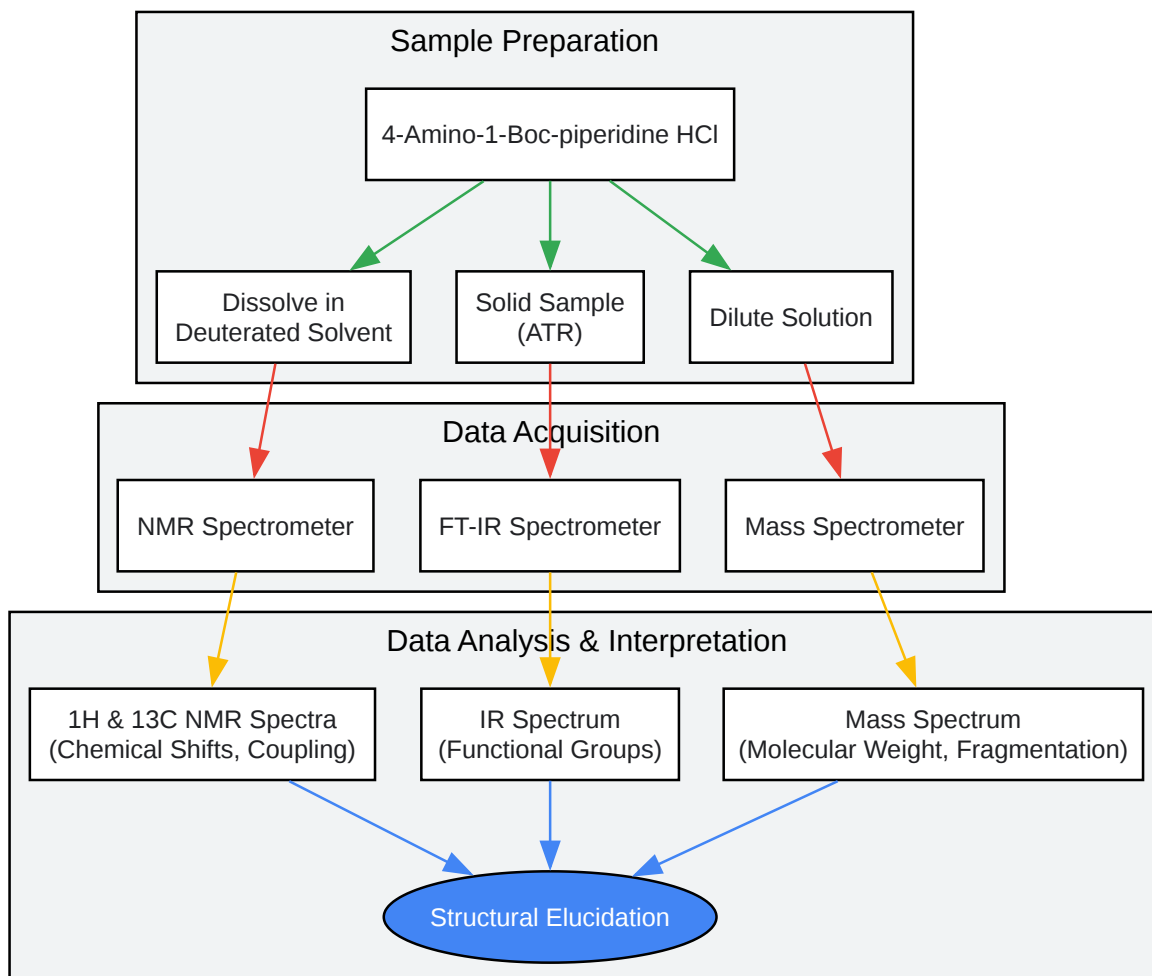 Sample Preparation
4-Amino-1-Boc-piperidine HCl
Dissolve in
Deuterated Solvent
Solid Sample
(ATR)
Dilute Solution
Data Acquisition
NMR Spectrometer
FT-IR Spectrometer
Mass Spectrometer
Data Analysis & Interpretation
1H & 13C NMR Spectra
(Chemical Shifts, Coupling)
IR Spectrum
(Functional Groups)
Mass Spectrum
(Molecular Weight, Fragmentation)
Structural Elucidation